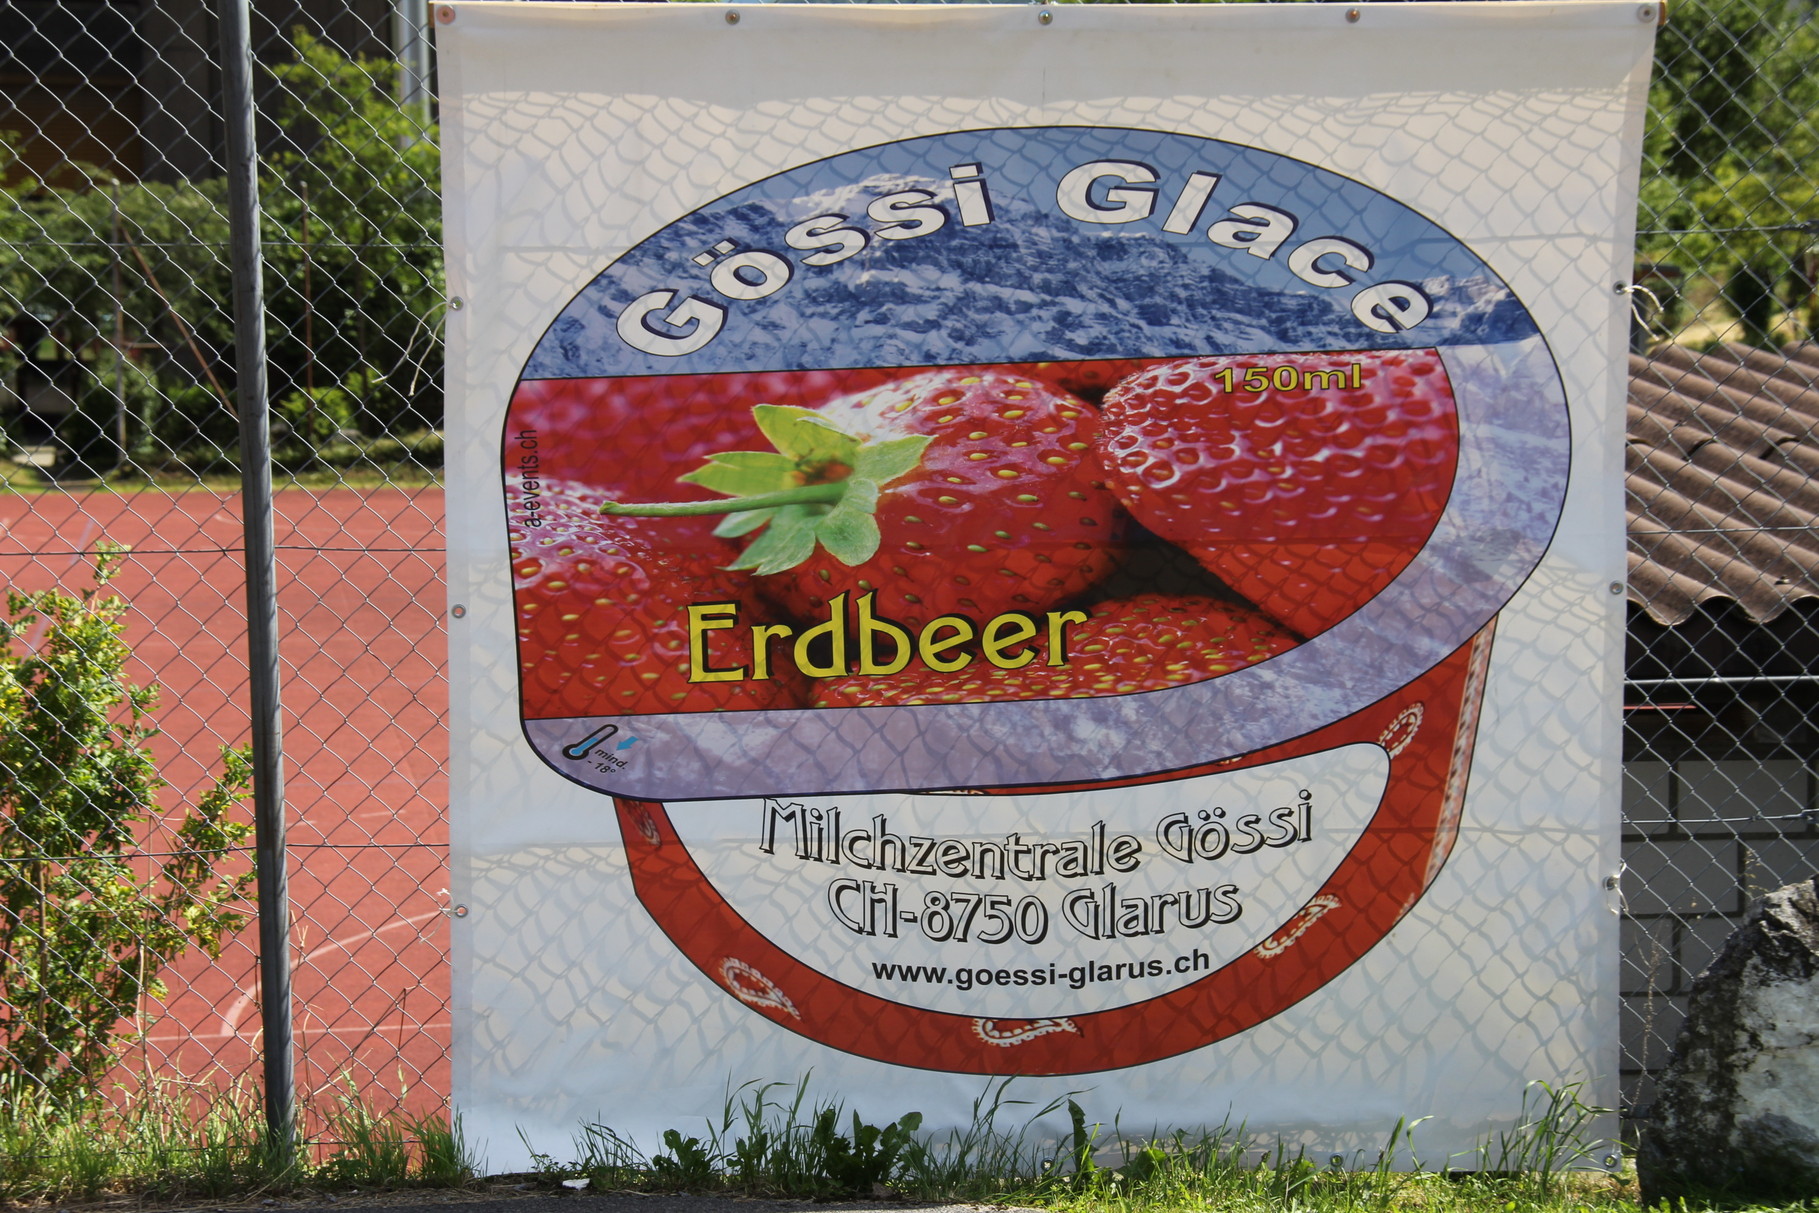 Gössi Glace
150ml
a-events.ch
Erdbeer
mind.
- 18°
Milchzentrale Gössi
CH-8750 Glarus
www.goessi-glarus.ch